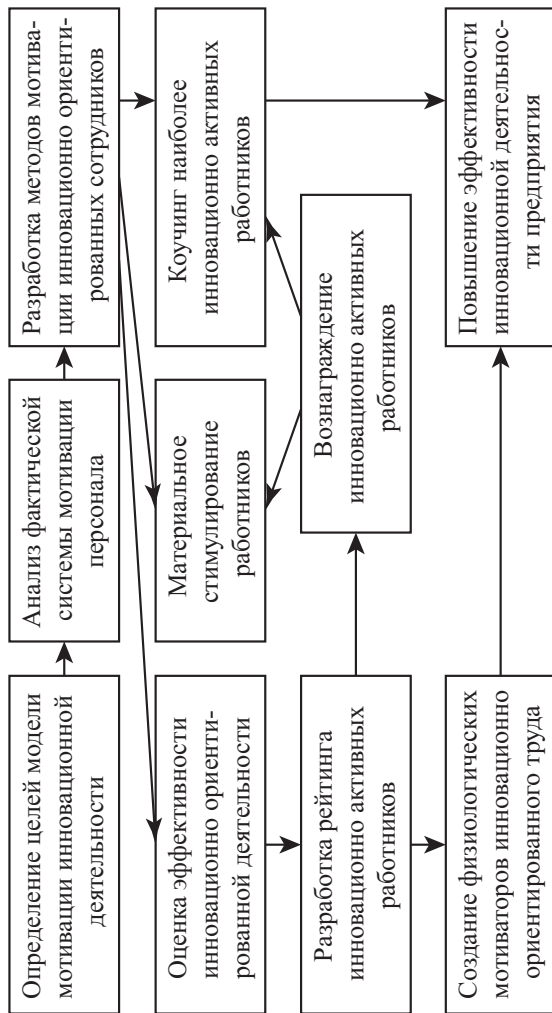 Определение целей модели
мотивации инновационной
деятельности
Анализ фактической
системы мотивации
персонала
Разработка методов мотива-
ции инновационно ориенти-
рованных сотрудников
Оценка эффективности
инновационно ориенти-
рованной деятельности
Материальное
стимулирование
работников
Коучинг наиболее
инновационно активных
работников
Разработка рейтинга
инновационно активных
работников
Вознаграждение
инновационно активных
работников
Создание физиологических
мотиваторов инновационно
ориентированного труда
Повышение эффективности
инновационной деятельнос-
ти предприятия